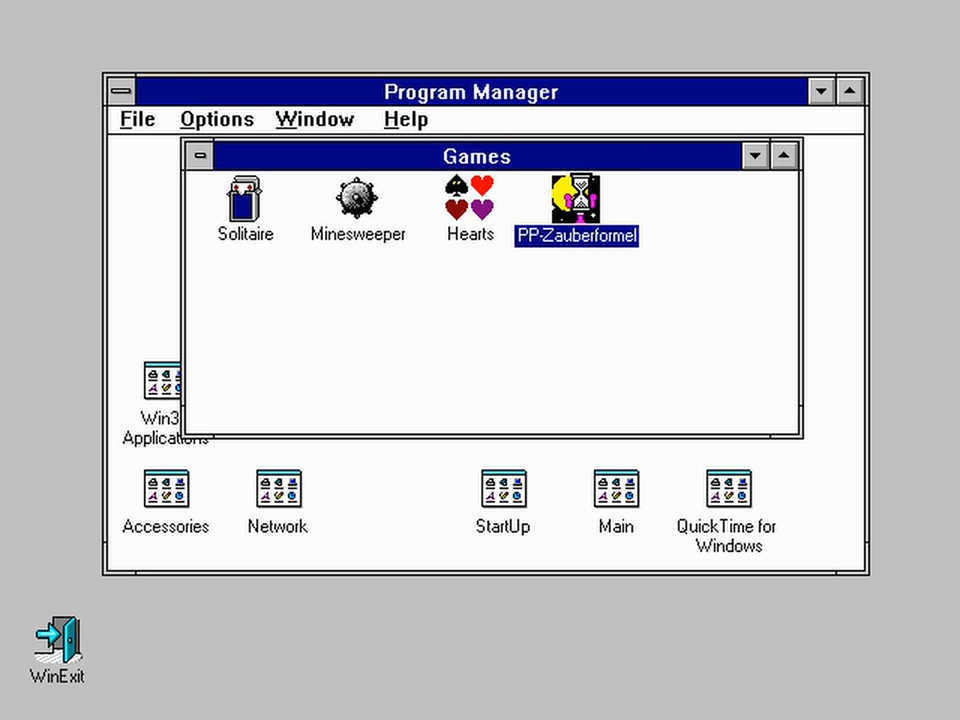 Program Manager
File Options Window Help
Games
Solitaire Minesweeper Hearts PP-Zauberformel
Win3
Applications
Accessories Network StartUp Main QuickTime for
Windows
WinExit